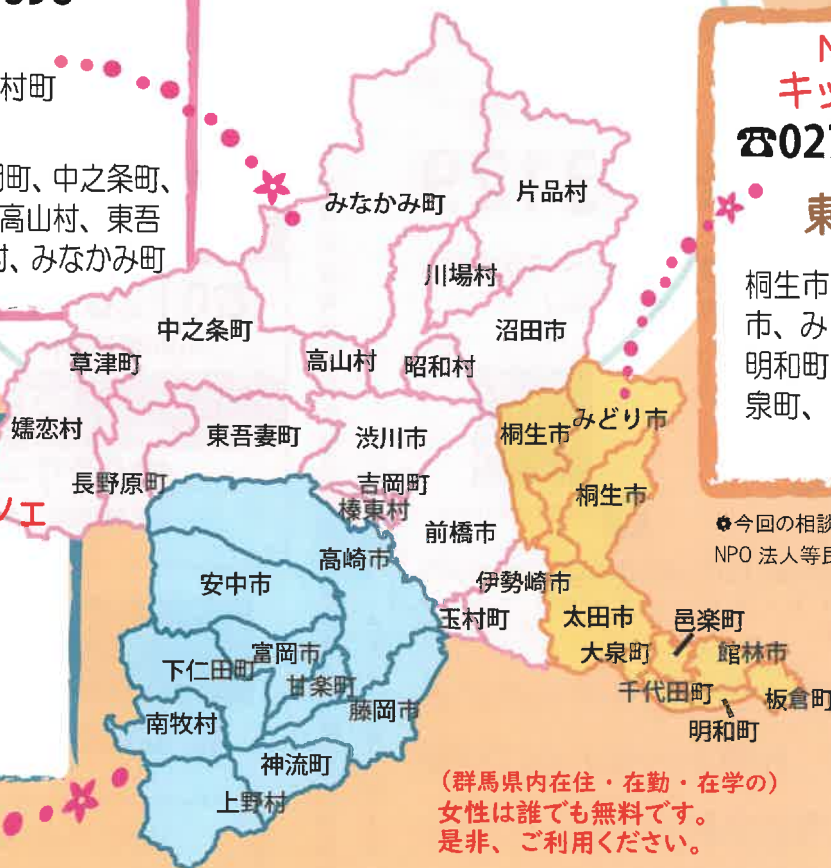 村町
町、中之条町、
高山村、東吾
村、みなかみ町
キッ
☎027
東
桐生市
市、み
明和町
泉町、
✿今回の相談
NPO 法人等民
みなかみ町
片品村
川場村
中之条町
沼田市
草津町
高山村
昭和村
嬬恋村
東吾妻町
渋川市
桐生市
みどり市
長野原町
吉岡町
榛東村
桐生市
ノエ
前橋市
高崎市
安中市
伊勢崎市
玉村町
太田市
邑楽町
大泉町
館林市
富岡市
下仁田町
甘楽町
千代田町
板倉町
藤岡市
南牧村
明和町
神流町
上野村
（群馬県内在住・在勤・在学の）
女性は誰でも無料です。
是非、ご利用ください。